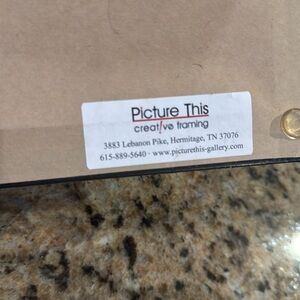 Picture This
creative framing
3883 Lebanon Pike, Hermitage, TN 37076
615-889-5640 · www.picturethis-gallery.com